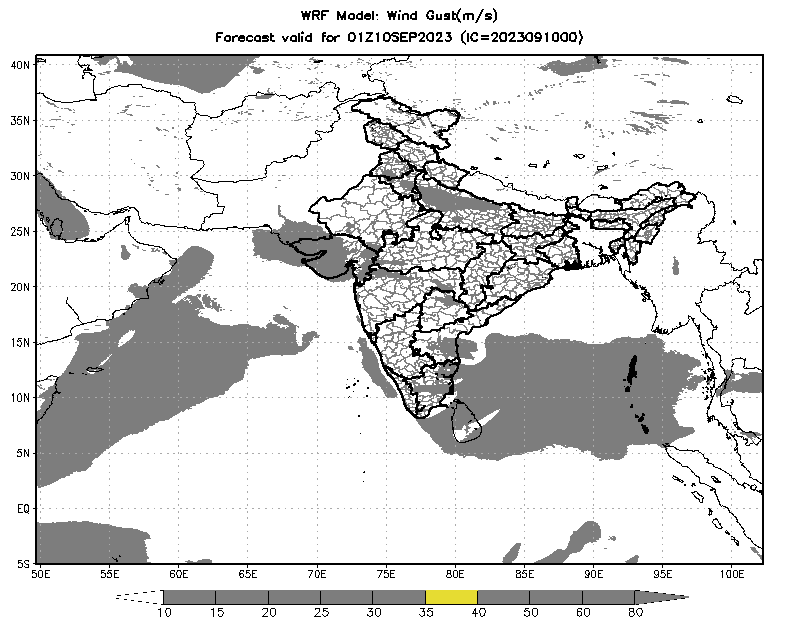 WRF Model: Wind Gust(m/s)
Forecast valid for 01Z10SEP2023 (IC=2023091000)
40N
35N
30N
25N
20N
15N
10N
5N
EQ
5S
50E 55E 60E 65E 70E 75E 80E 85E 90E 95E 100E
10 15 20 25 30 35 40 50 60 80